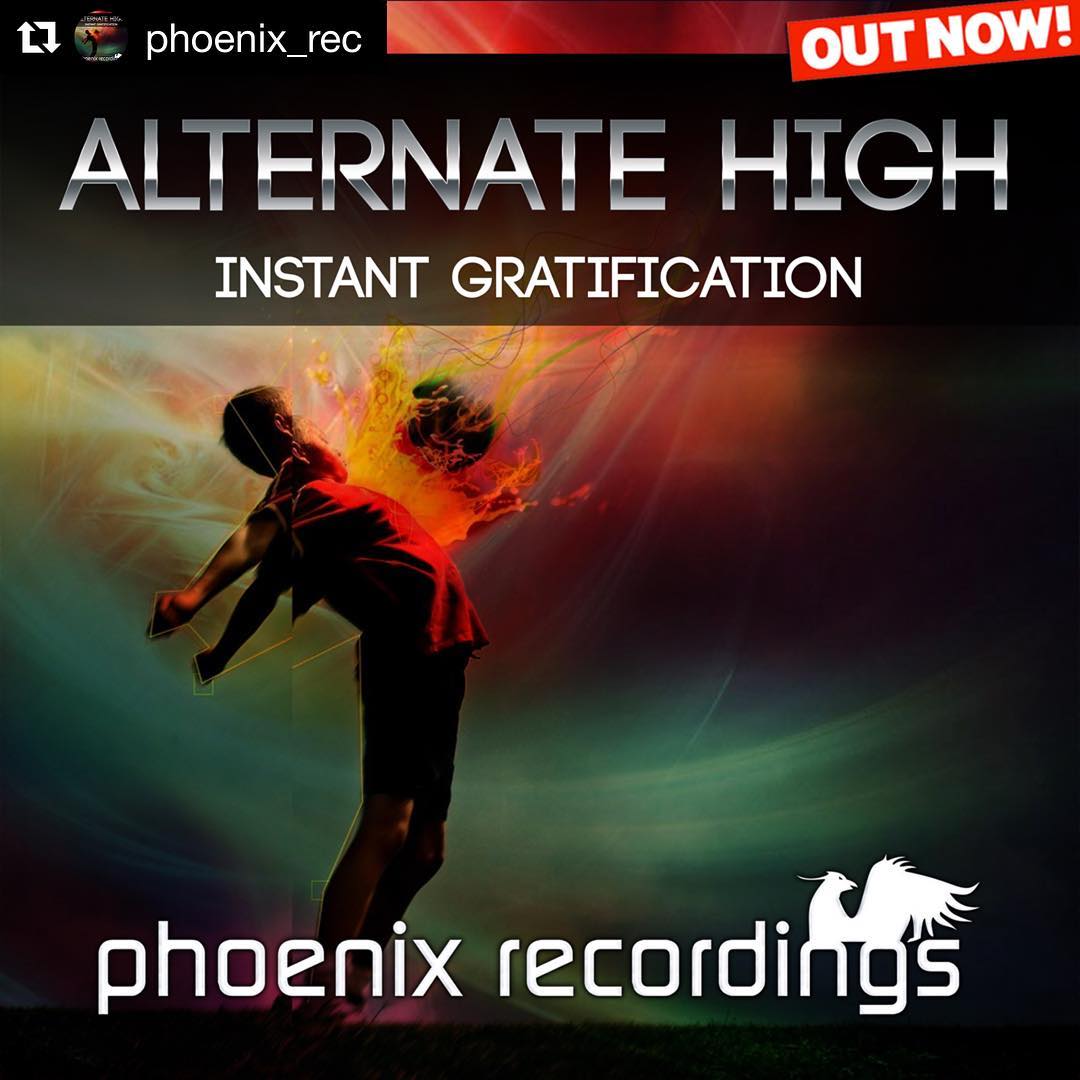 phoenix_rec
OUT NOW!
ALTERNATE HIGH
INSTANT GRATIFICATION
phoenix recordings